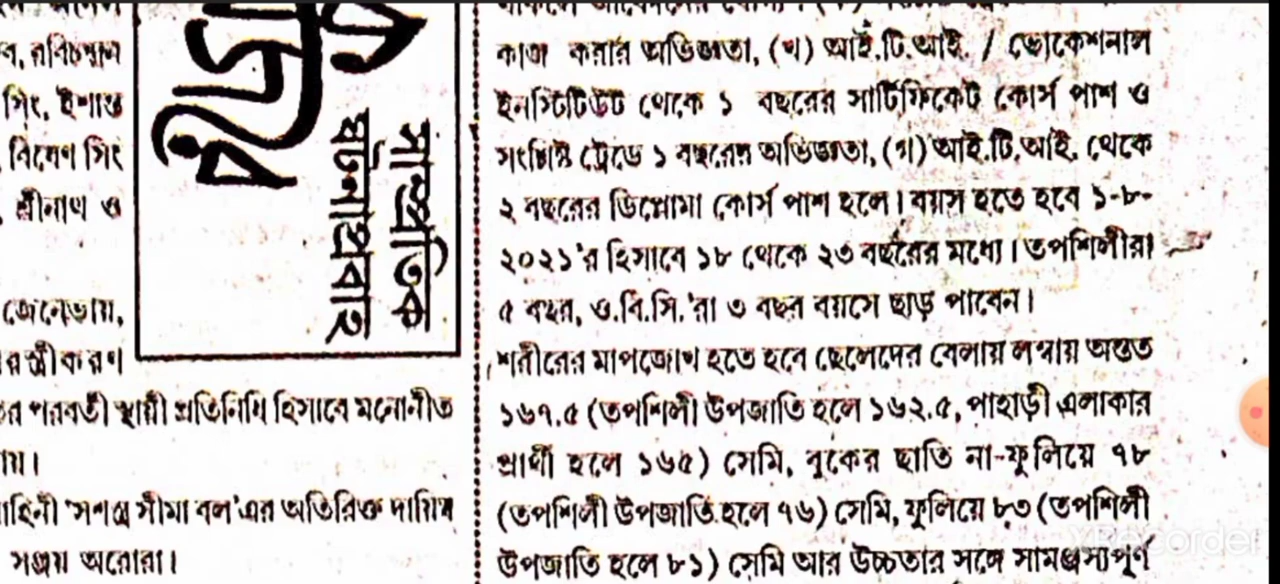 ব, রবিচন্দ্রন
সিং, ইশান্ত
বিষেণ সিং
শ্রীনাথ ও
জেনেভায়,
রস্ত্রীকরণ
র পরবর্তী স্থায়ী প্রতিনিধি হিসাবে মনোনীত
য়।
াহিনী 'সশস্ত্র সীমা বল'এর অতিরিক্ত দায়িত্ব
সঞ্জয় অরোরা।
সাম্প্রতিক
ঘটনাপ্রবাহ
কাজ করার অভিজ্ঞতা, (খ) আই.টি.আই. / ভোকেশনাল
ইনস্টিটিউট থেকে ১ বছরের সার্টিফিকেট কোর্স পাশ ও
সংশ্লিষ্ট ট্রেডে ১ বছরের অভিজ্ঞতা, (গ) আই.টি.আই. থেকে
২ বছরের ডিপ্লোমা কোর্স পাশ হলে। বয়স হতে হবে ১-৮-
২০২১'র হিসাবে ১৮ থেকে ২৩ বছরের মধ্যে। তপশিলীরা
৫ বছর, ও.বি.সি.'রা ৩ বছর বয়সে ছাড় পাবেন।
শরীরের মাপজোখ হতে হবে ছেলেদের বেলায় লম্বায় অন্তত
১৬৭.৫ (তপশিলী উপজাতি হলে ১৬২.৫, পাহাড়ী এলাকার
প্রার্থী হলে ১৬৫) সেমি, বুকের ছাতি না-ফুলিয়ে ৭৮
(তপশিলী উপজাতি হলে ৭৬) সেমি, ফুলিয়ে ৮৩ (তপশিলী
উপজাতি হলে ৮১) সেমি আর উচ্চতার সঙ্গে সামঞ্জস্যপূর্ণ
XRecorder